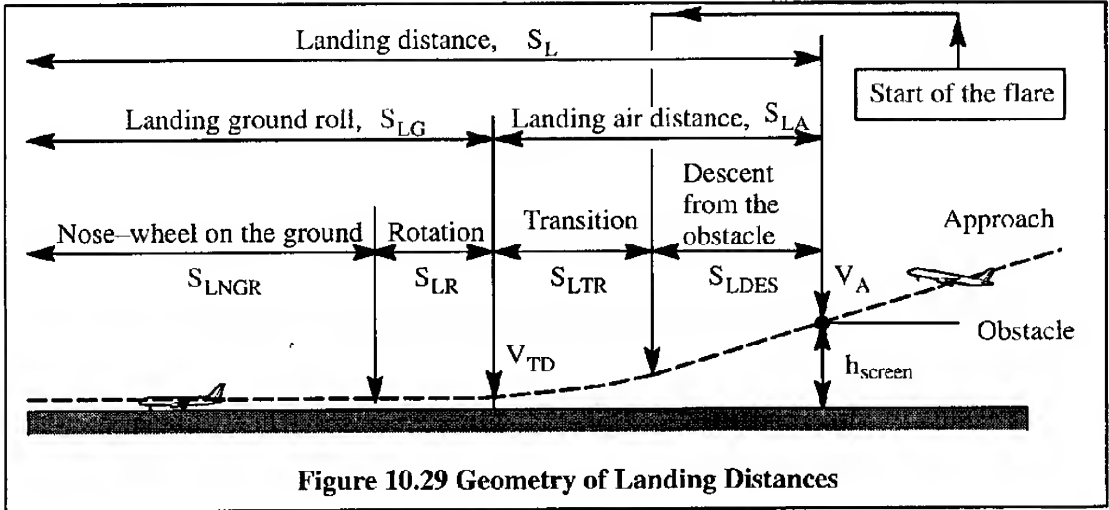 Landing distance, S_L
Start of the flare
Landing ground roll, S_LG
Landing air distance, S_LA
Descent
from the
obstacle
Nose–wheel on the ground
Rotation
Transition
Approach
S_LNGR
S_LR
S_LTR
S_LDES
V_A
Obstacle
V_TD
h_screen
Figure 10.29 Geometry of Landing Distances